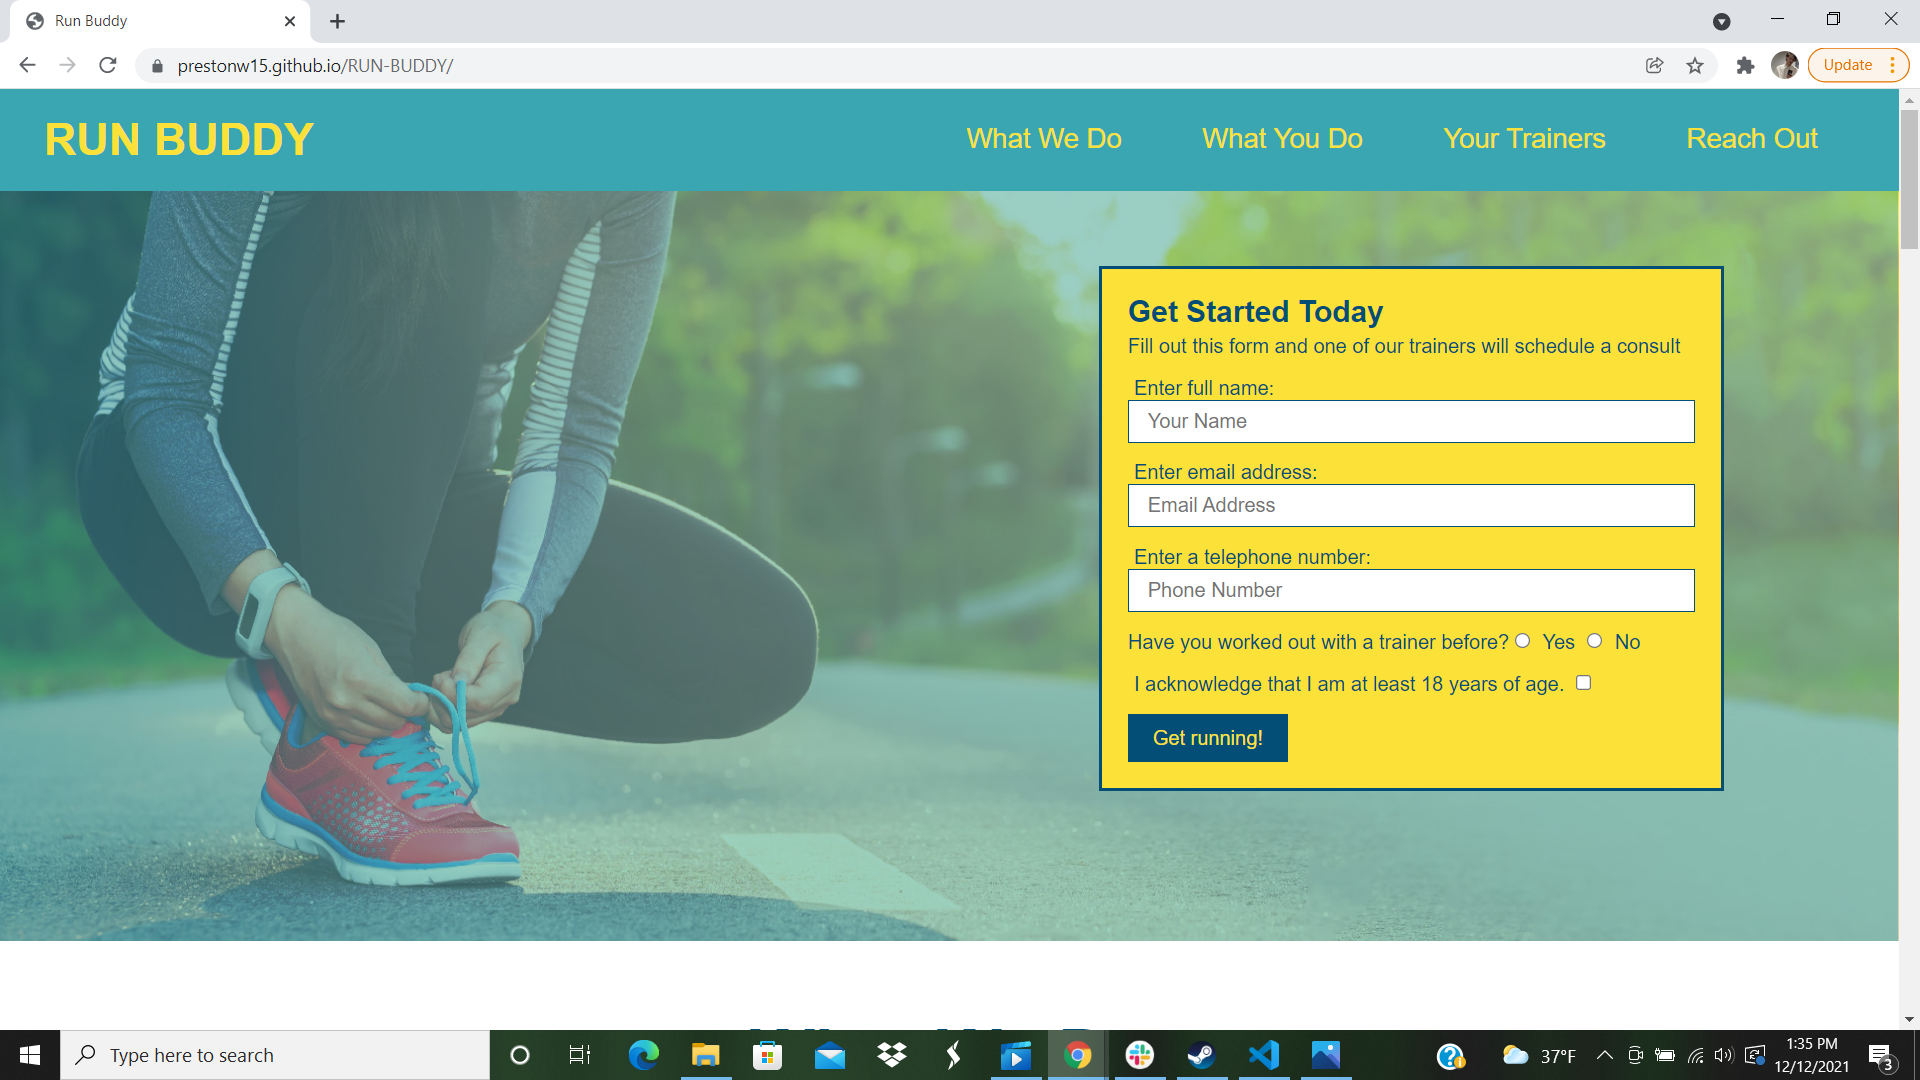 Run Buddy
prestonw15.github.io/RUN-BUDDY/
Update
RUN BUDDY
What We Do
What You Do
Your Trainers
Reach Out
Get Started Today
Fill out this form and one of our trainers will schedule a consult
Enter full name:
Your Name
Enter email address:
Email Address
Enter a telephone number:
Phone Number
Have you worked out with a trainer before? Yes No
I acknowledge that I am at least 18 years of age.
Get running!
Type here to search
37°F
1:35 PM
12/12/2021
3